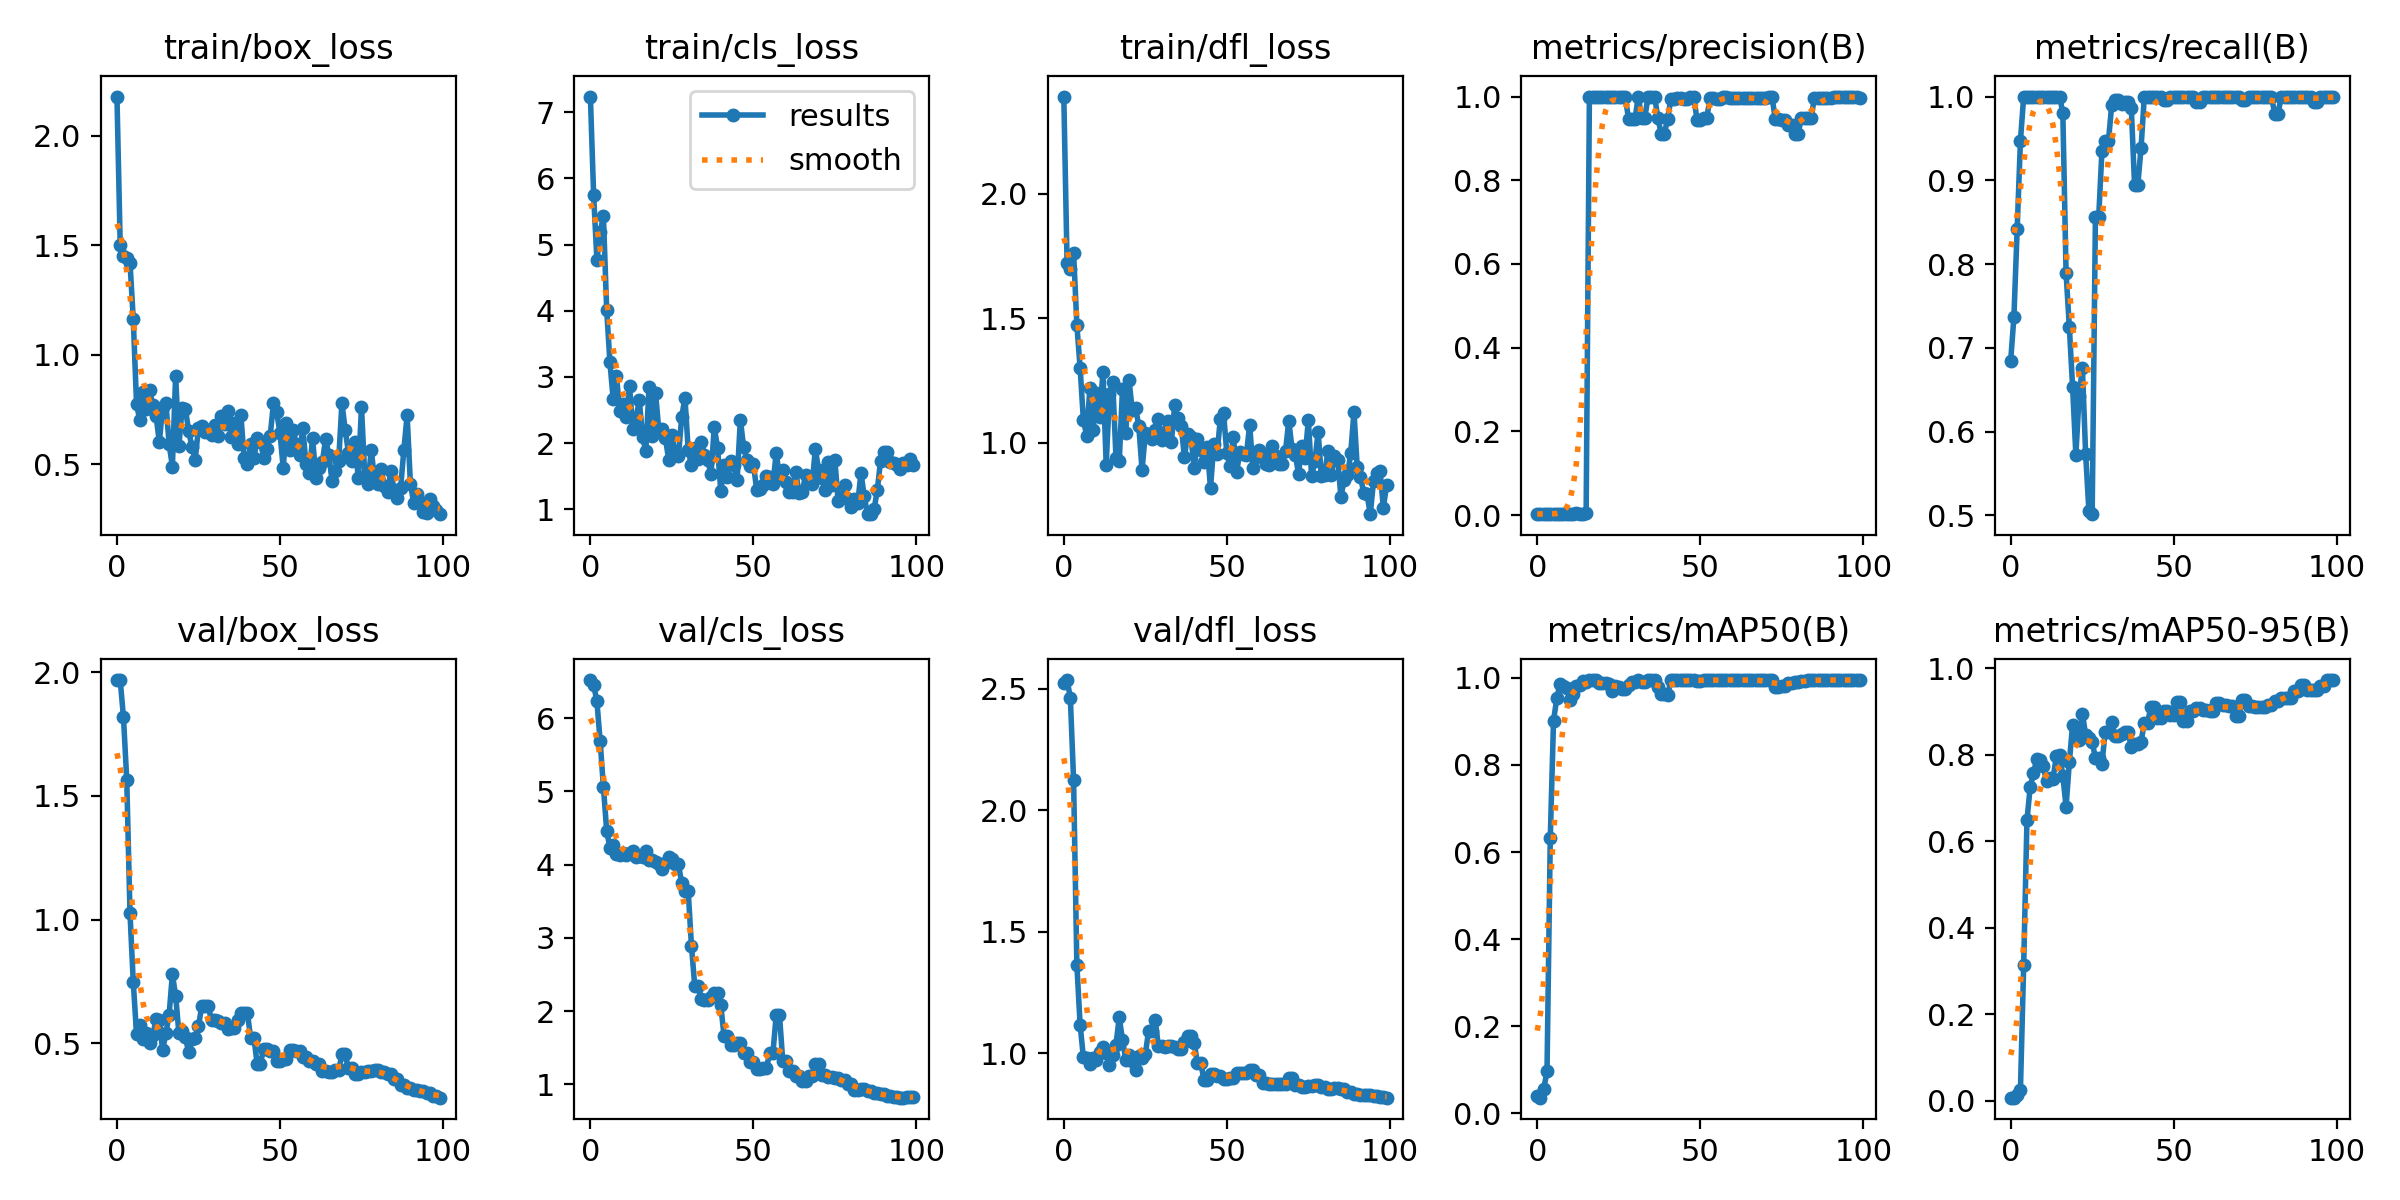 train/box_loss
2.0
1.5
1.0
0.5
0 50 100
train/cls_loss
results
smooth
7
6
5
4
3
2
1
0 50 100
train/dfl_loss
2.0
1.5
1.0
0 50 100
metrics/precision(B)
1.0
0.8
0.6
0.4
0.2
0.0
0 50 100
metrics/recall(B)
1.0
0.9
0.8
0.7
0.6
0.5
0 50 100
val/box_loss
2.0
1.5
1.0
0.5
0 50 100
val/cls_loss
6
5
4
3
2
1
0 50 100
val/dfl_loss
2.5
2.0
1.5
1.0
0 50 100
metrics/mAP50(B)
1.0
0.8
0.6
0.4
0.2
0.0
0 50 100
metrics/mAP50-95(B)
1.0
0.8
0.6
0.4
0.2
0.0
0 50 100